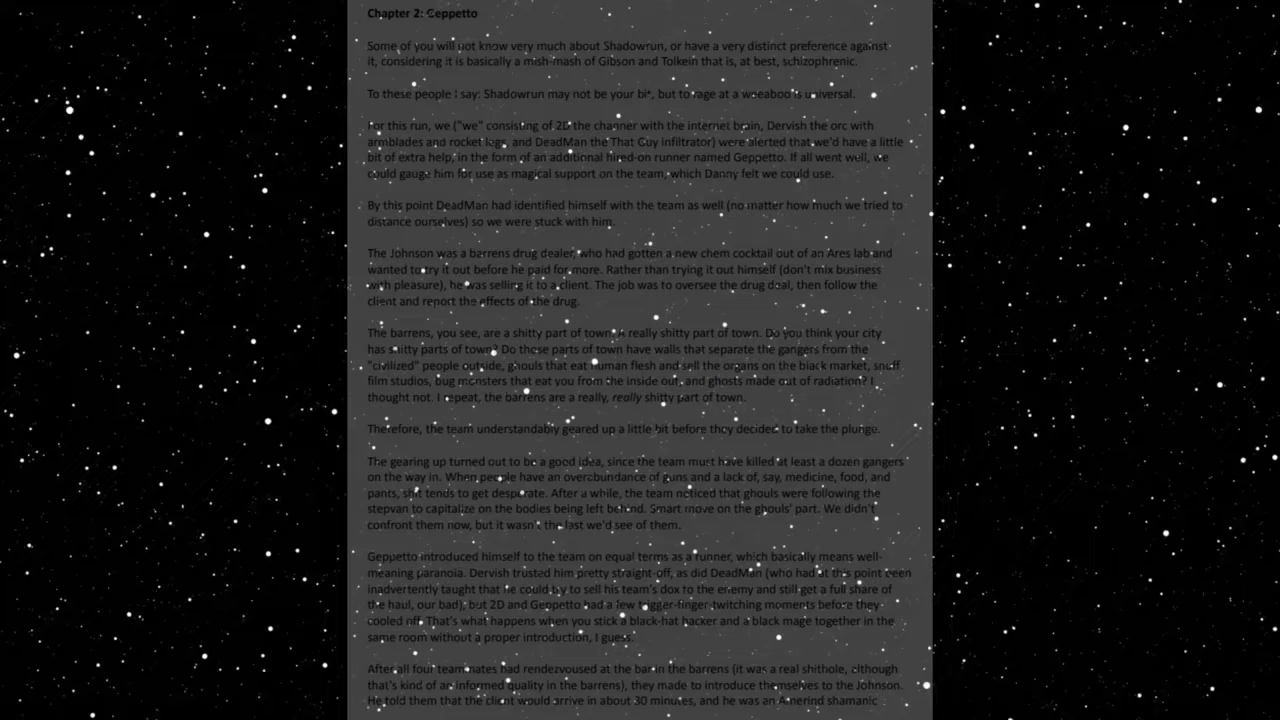 Chapter 2: Geppetto
Some of you will not know very much about Shadowrun, or have a very distinct preference against
it, considering it is basically a mish-mash of Gibson and Tolkein that is, at best, schizophrenic.
To these people I say: Shadowrun may not be your bit, but to rage at a weeaboo is universal.
For this run, we ("we" consisting of 2D the channer with the internet brain, Dervish the orc with
armblades and rocket legs, and DeadMan the That Guy infiltrator) were alerted that we'd have a little
bit of extra help, in the form of an additional hired-on runner named Geppetto. If all went well, we
could gauge him for use as magical support on the team, which Danny felt we could use.
By this point DeadMan had identified himself with the team as well (no matter how much we tried to
distance ourselves) so we were stuck with him.
The Johnson was a barrens drug dealer, who had gotten a new chem cocktail out of an Ares lab and
wanted to try it out before he paid for more. Rather than trying it out himself (don't mix business
with pleasure), he was selling it to a client. The job was to oversee the drug deal, then follow the
client and report the effects of the drug.
The barrens, you see, are a shitty part of town. A really shitty part of town. Do you think your city
has shitty parts of town? Do those parts of town have walls that separate the gangers from the
"civilized" people outside, ghouls that eat human flesh and sell the organs on the black market, snuff
film studios, bug monsters that eat you from the inside out, and ghosts made out of radiation? I
thought not. I repeat, the barrens are a really, really shitty part of town.
Therefore, the team understandably geared up a little bit before they decided to take the plunge.
The gearing up turned out to be a good idea, since the team must have killed at least a dozen gangers
on the way in. When people have an overabundance of guns and a lack of, say, medicine, food, and
pants, shit tends to get desperate. After a while, the team noticed that ghouls were following the
stepvan to capitalize on the bodies being left behind. Smart move on the ghouls' part. We didn't
confront them now, but it wasn't the last we'd see of them.
Geppetto introduced himself to the team on equal terms as a runner, which basically means well-
meaning paranoia. Dervish trusted him pretty straight-off, as did DeadMan (who had at this point been
inadvertently taught that he could try to sell his team's dox to the enemy and still get a full share of
the haul, our bad), but 2D and Geppetto had a few trigger-finger-twitching moments before they
cooled off. That's what happens when you stick a black-hat hacker and a black mage together in the
same room without a proper introduction, I guess.
After all four teammates had rendezvoused at the bar in the barrens (it was a real shithole, although
that's kind of an informed quality in the barrens), they made to introduce themselves to the Johnson.
He told them that the client would arrive in about 30 minutes, and he was an Amerind shamanic